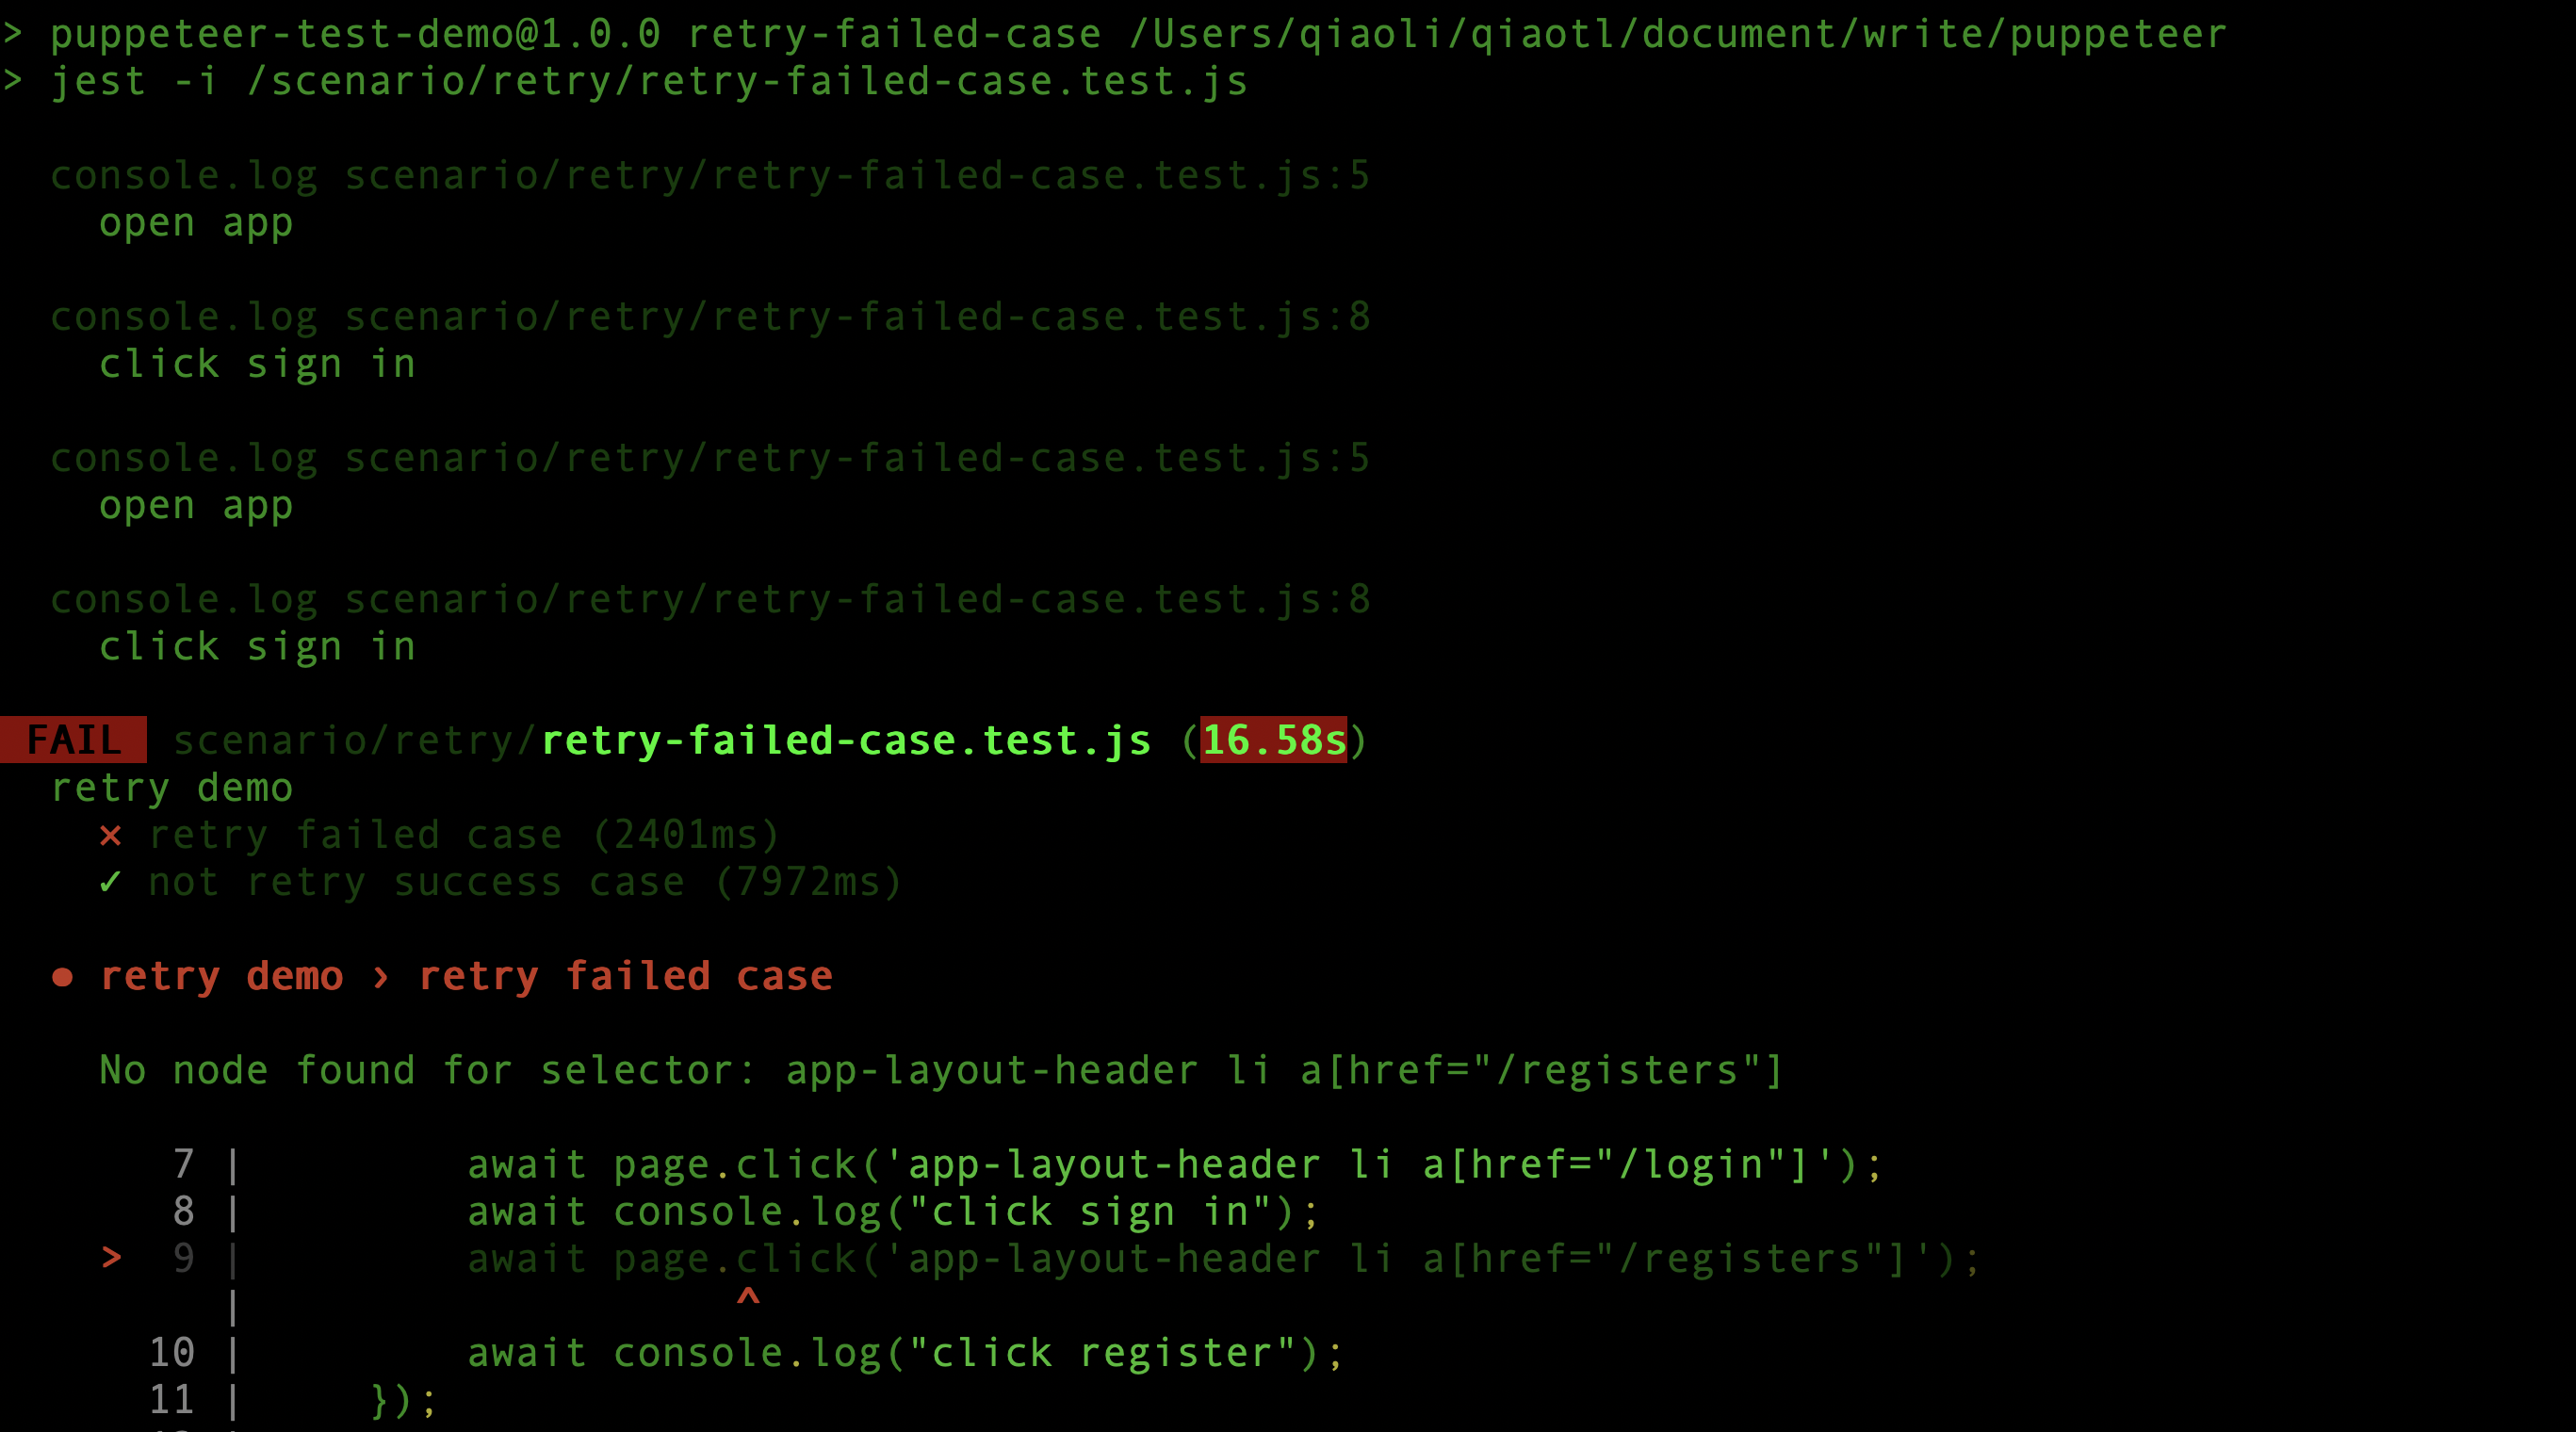 > puppeteer-test-demo@1.0.0 retry-failed-case /Users/qiaoli/qiaotl/document/write/puppeteer
> jest -i /scenario/retry/retry-failed-case.test.js
console.log scenario/retry/retry-failed-case.test.js:5
open app
console.log scenario/retry/retry-failed-case.test.js:8
click sign in
console.log scenario/retry/retry-failed-case.test.js:5
open app
console.log scenario/retry/retry-failed-case.test.js:8
click sign in
FAIL scenario/retry/retry-failed-case.test.js (16.58s)
retry demo
✕ retry failed case (2401ms)
✓ not retry success case (7972ms)
● retry demo › retry failed case
No node found for selector: app-layout-header li a[href="/registers"]
7 | await page.click('app-layout-header li a[href="/login"]');
8 | await console.log("click sign in");
> 9 | await page.click('app-layout-header li a[href="/registers"]');
| ^
10 | await console.log("click register");
11 | });